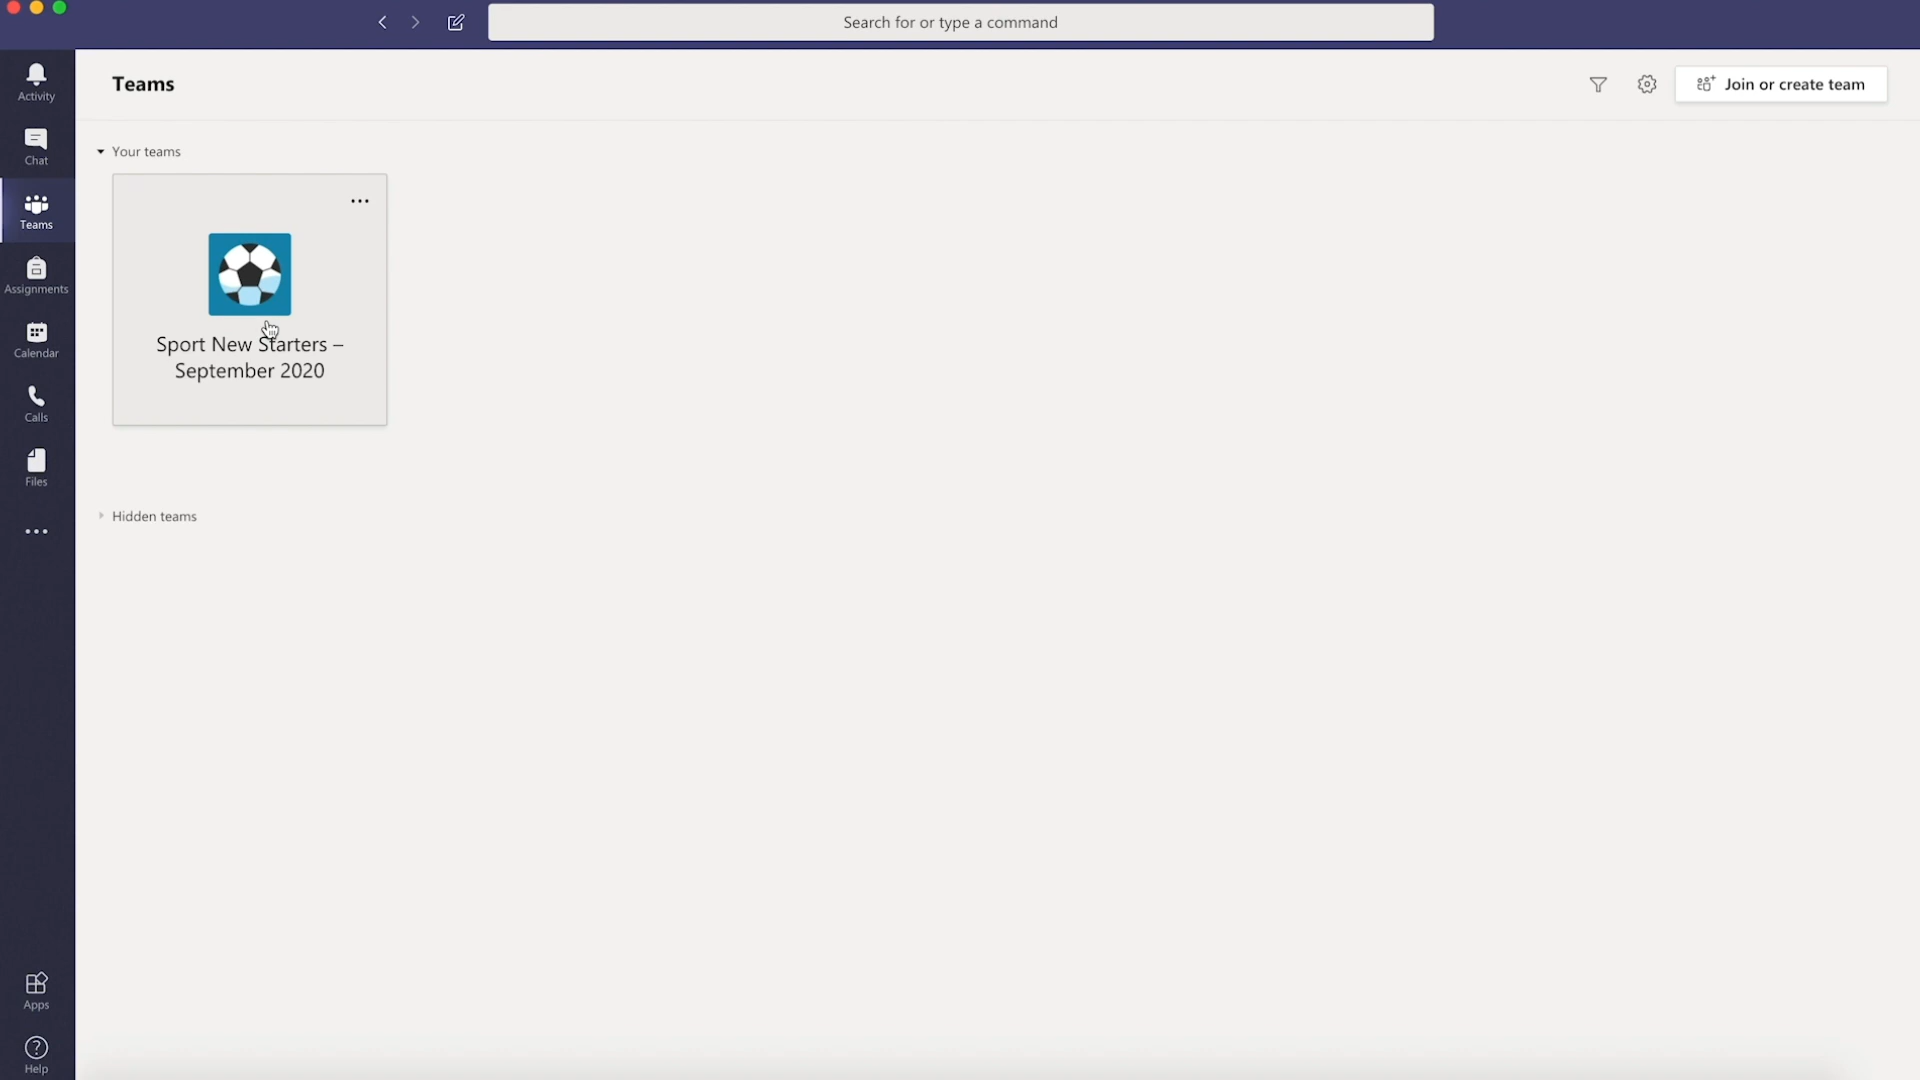 Search for or type a command
Activity
Chat
Teams
Assignments
Calendar
Calls
Files
Apps
Help
Teams
Join or create team
Your teams
Sport New Starters –
September 2020
Hidden teams